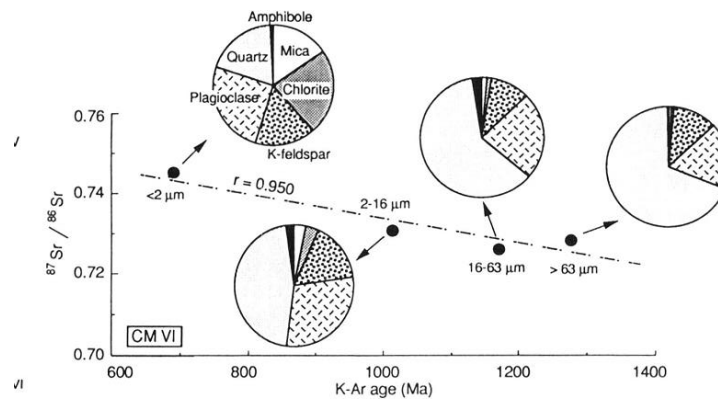 Amphibole
Quartz
Mica
Plagioclase
Chlorite
K-feldspar
0.76
0.74
0.72
0.70
87Sr / 86Sr
<2 µm
r = 0.950
2-16 µm
16-63 µm
> 63 µm
CM VI
600
800
1000
1200
1400
K-Ar age (Ma)
V
VI